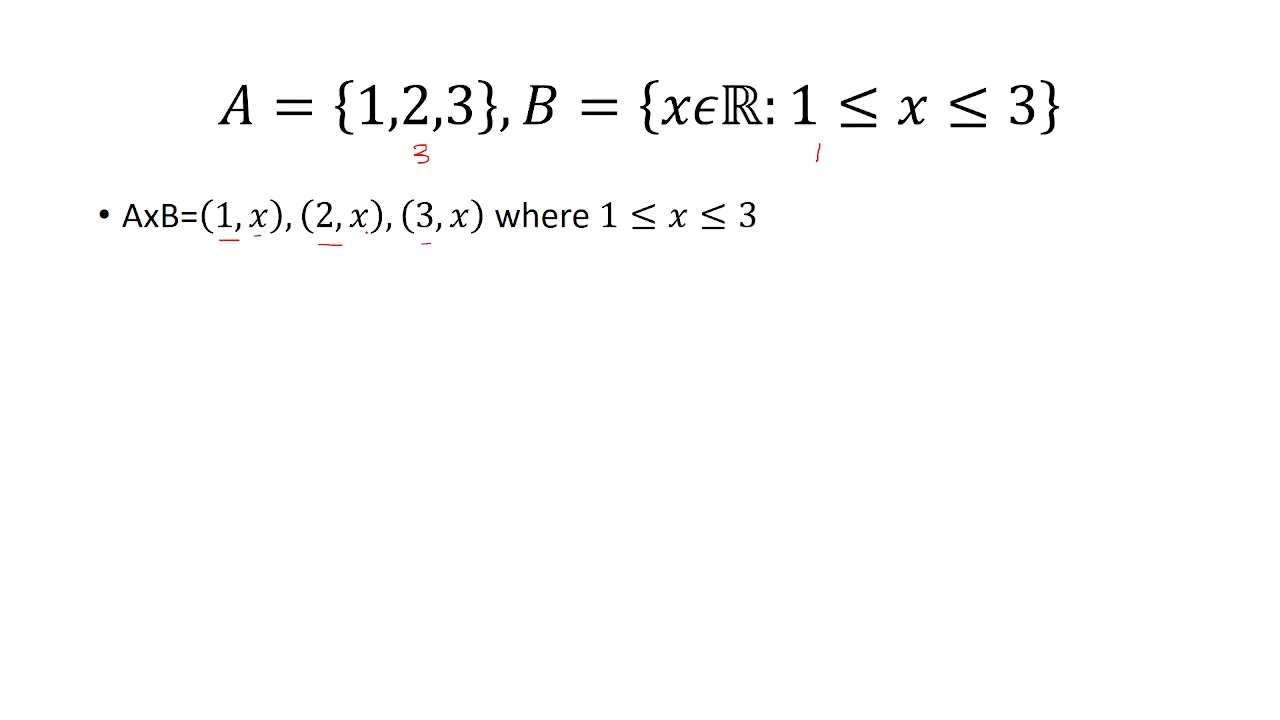 A = {1,2,3}, B = {xϵℝ: 1 ≤ x ≤ 3}
3 1
• AxB=(1, x), (2, x), (3, x) where 1 ≤ x ≤ 3